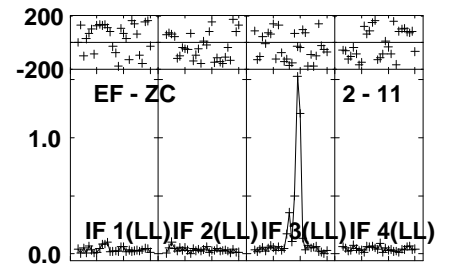 200
-200
EF - ZC 2 - 11
1.0
IF 1(LL) IF 2(LL) IF 3(LL) IF 4(LL)
0.0